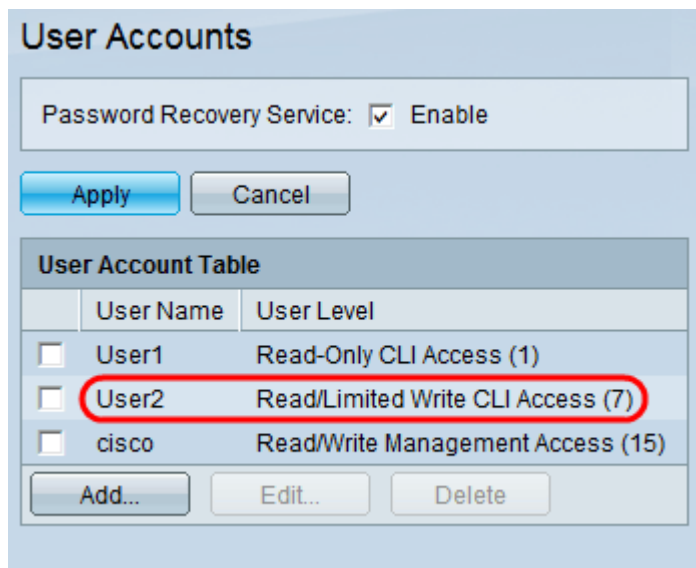 User Accounts
Password Recovery Service: Enable
Apply Cancel
User Account Table
User Name User Level
User1 Read-Only CLI Access (1)
User2 Read/Limited Write CLI Access (7)
cisco Read/Write Management Access (15)
Add... Edit... Delete